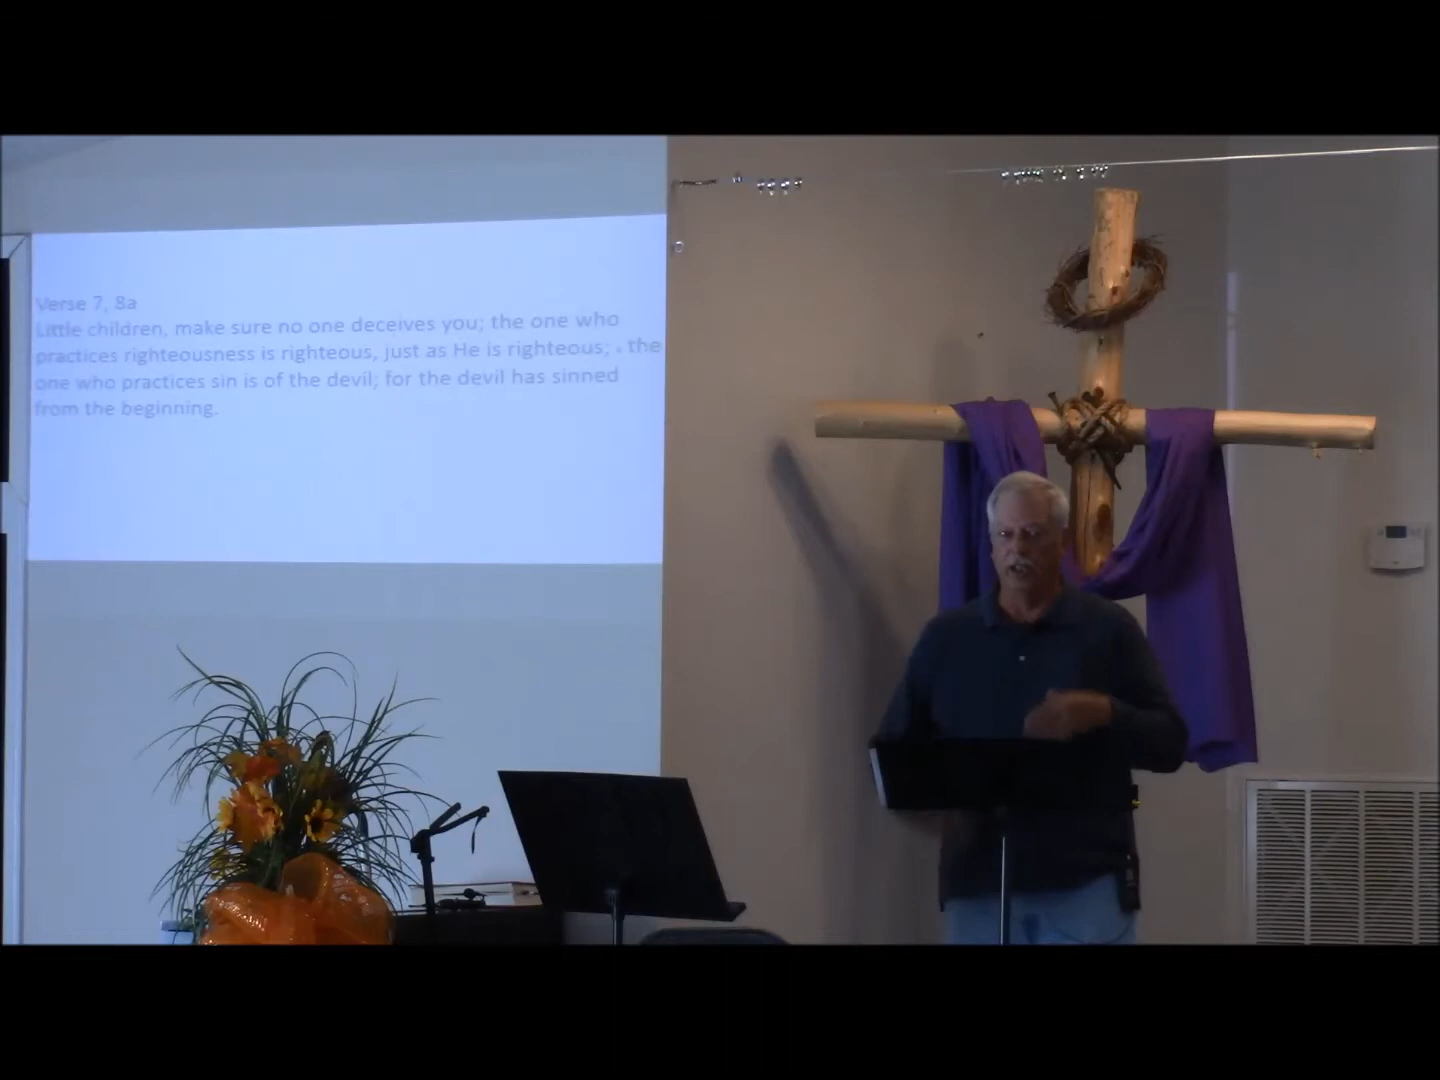 Verse 7, 8a
Little children, make sure no one deceives you; the one who
practices righteousness is righteous, just as He is righteous; . the
one who practices sin is of the devil; for the devil has sinned
from the beginning.